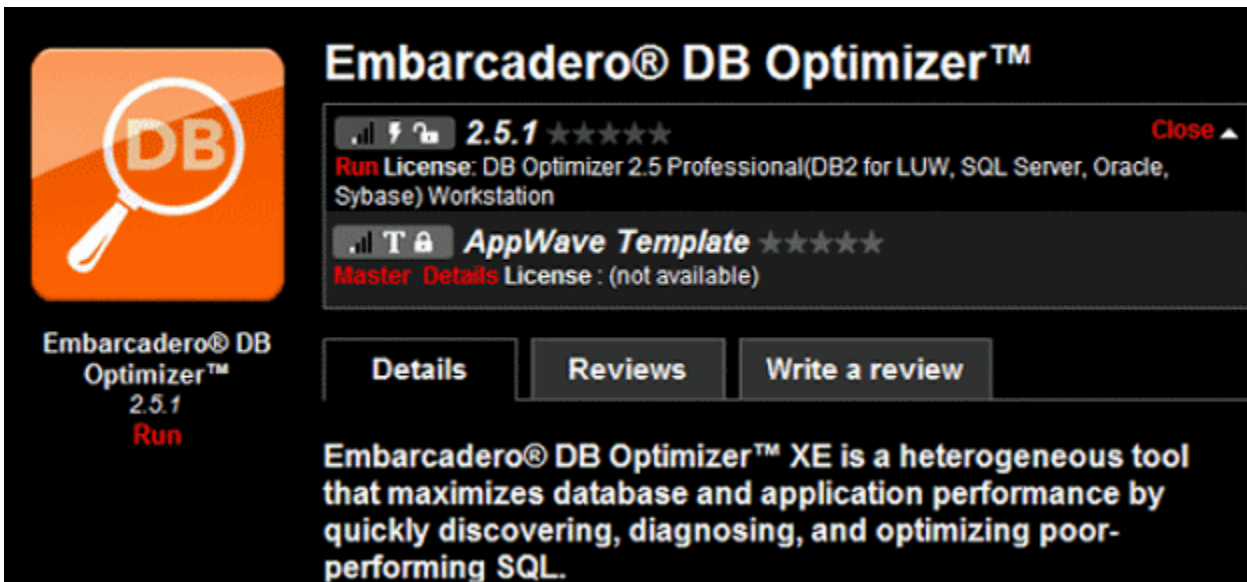 DB
Embarcadero® DB
Optimizer™
2.5.1
Run
Embarcadero® DB Optimizer™
2.5.1
Close
Run License: DB Optimizer 2.5 Professional(DB2 for LUW, SQL Server, Oracle,
Sybase) Workstation
T AppWave Template
Master Details License : (not available)
Details Reviews Write a review
Embarcadero® DB Optimizer™ XE is a heterogeneous tool
that maximizes database and application performance by
quickly discovering, diagnosing, and optimizing poor-
performing SQL.